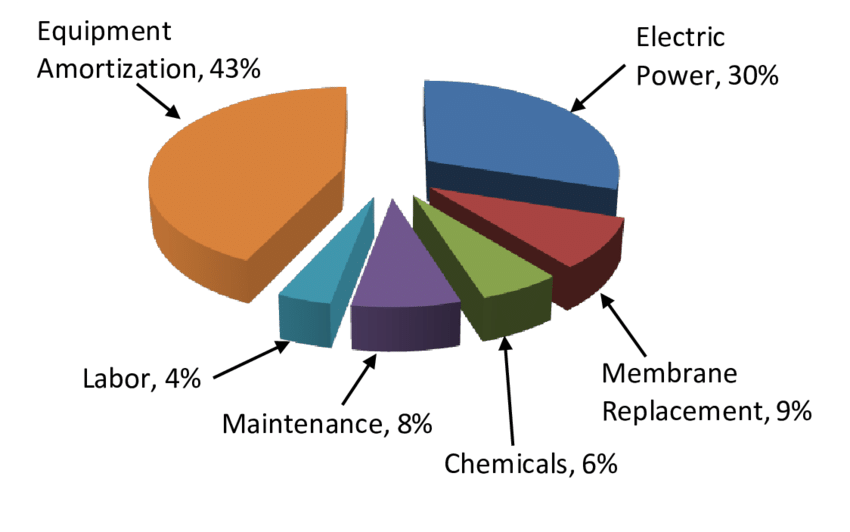 Equipment
Amortization, 43%
Electric
Power, 30%
Labor, 4%
Maintenance, 8%
Chemicals, 6%
Membrane
Replacement, 9%